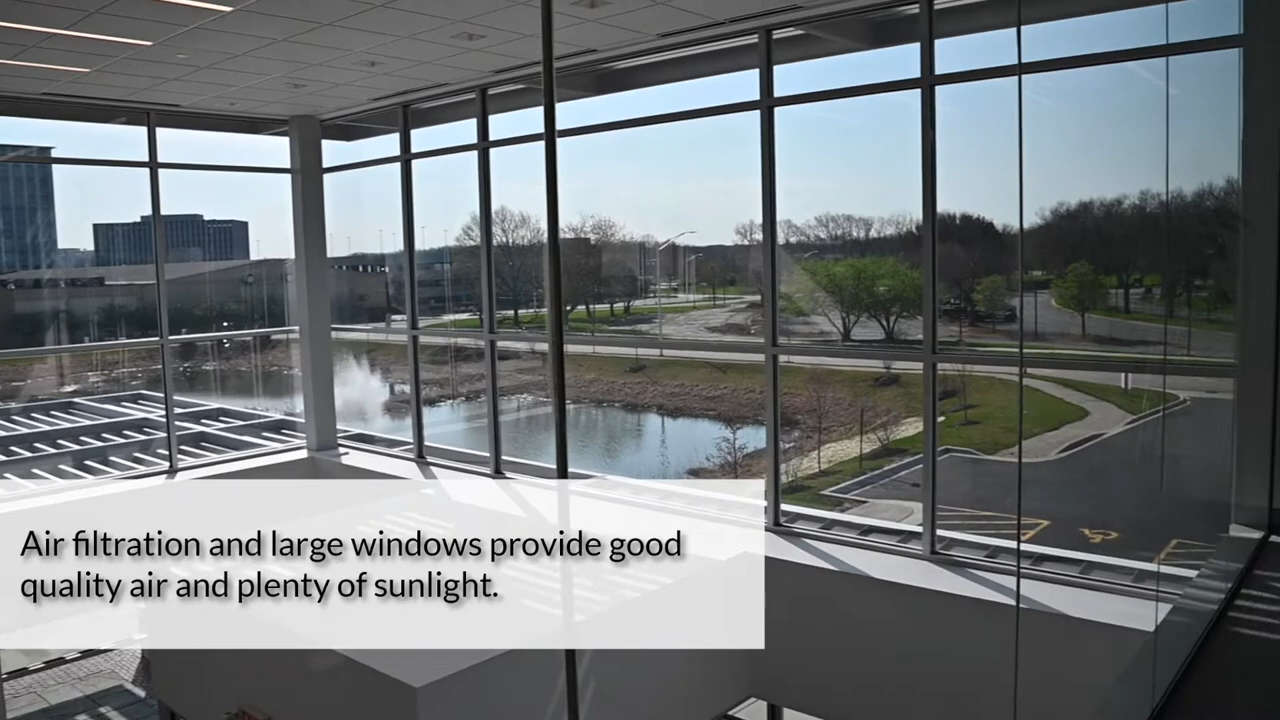 Air filtration and large windows provide good
quality air and plenty of sunlight.